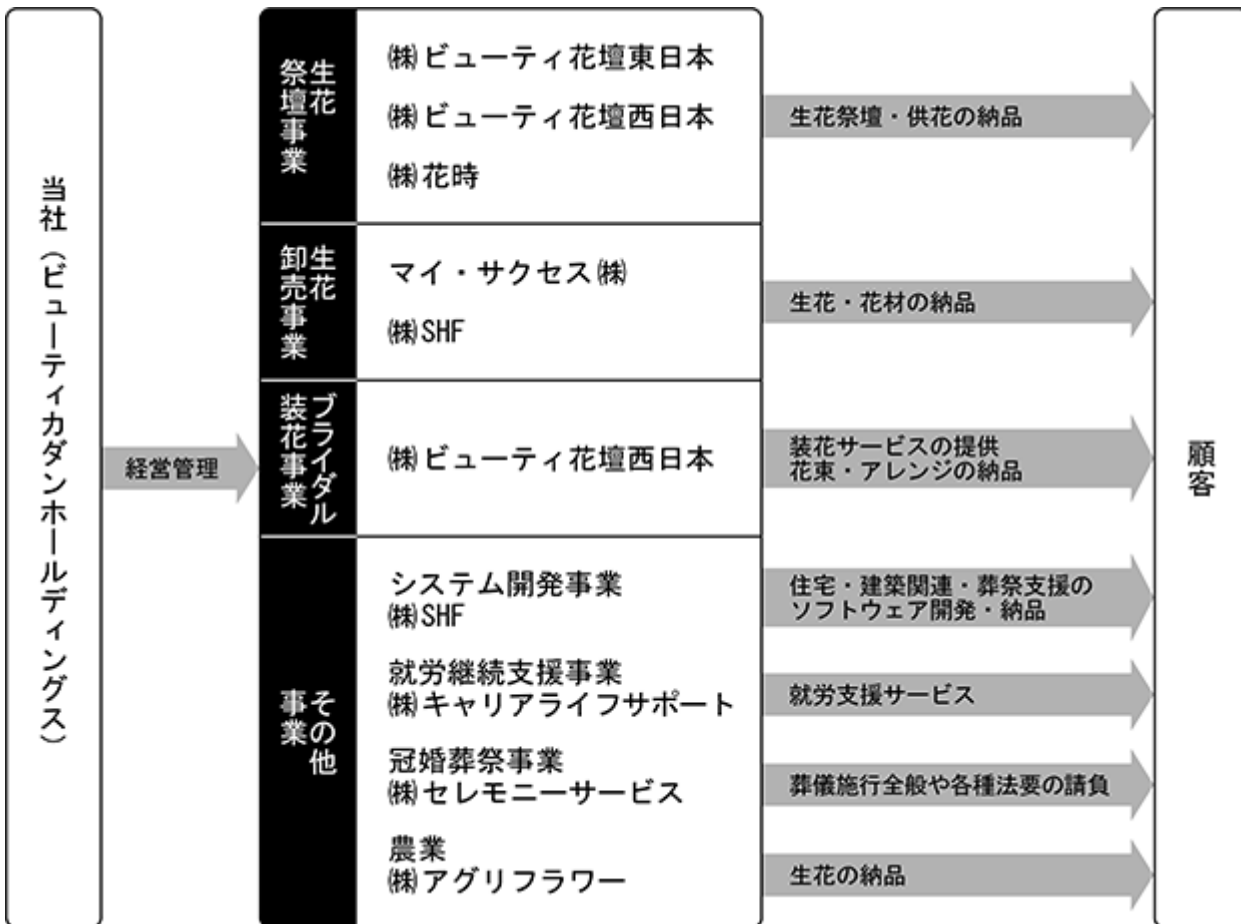 当社（ビューティカダンホールディングス）
経営管理
生花
祭壇事業
㈱ビューティ花壇東日本
㈱ビューティ花壇西日本
㈱花時
生花祭壇・供花の納品
生花
卸売事業
マイ・サクセス㈱
㈱SHF
生花・花材の納品
ブライダル
装花事業
㈱ビューティ花壇西日本
装花サービスの提供
花束・アレンジの納品
その他
事業
システム開発事業
㈱SHF
住宅・建築関連・葬祭支援の
ソフトウェア開発・納品
就労継続支援事業
㈱キャリアライフサポート
就労支援サービス
冠婚葬祭事業
㈱セレモニーサービス
葬儀施行全般や各種法要の請負
農業
㈱アグリフラワー
生花の納品
顧客